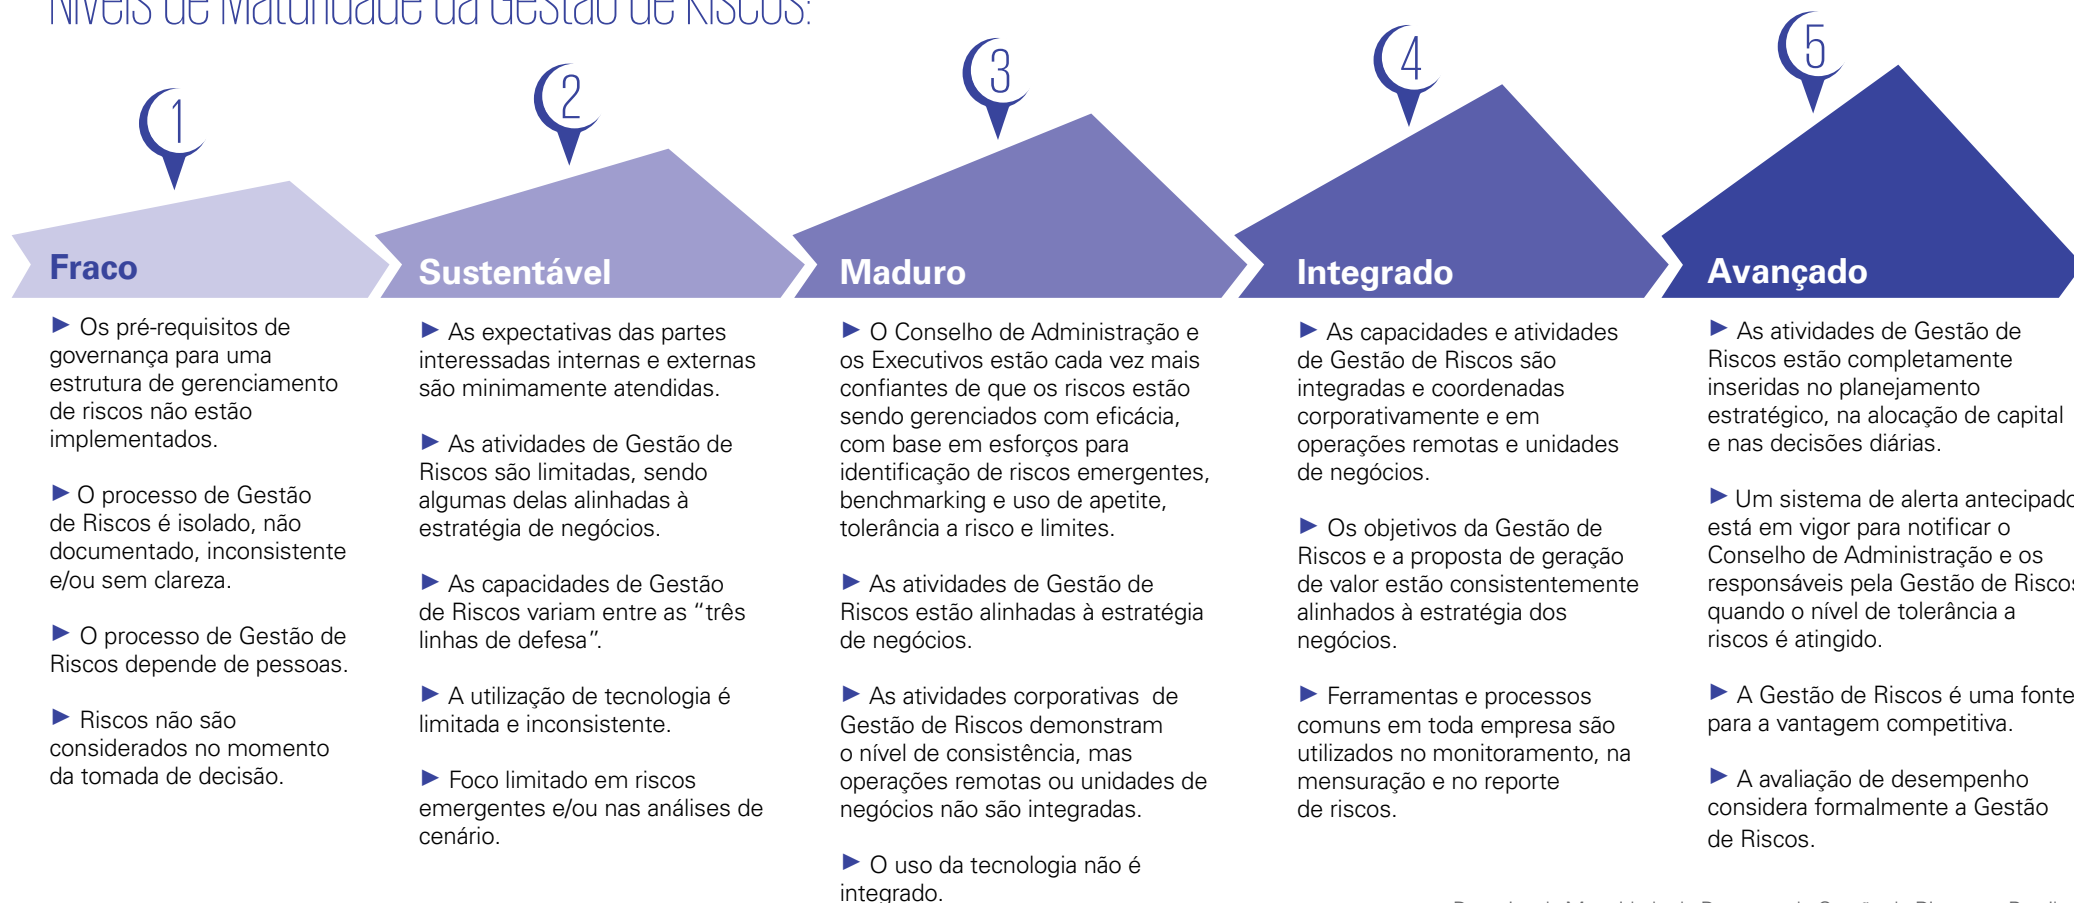 Níveis de Maturidade da Gestão de Riscos:
1
Fraco
► Os pré-requisitos de
governança para uma
estrutura de gerenciamento
de riscos não estão
implementados.
► O processo de Gestão
de Riscos é isolado, não
documentado, inconsistente
e/ou sem clareza.
► O processo de Gestão de
Riscos depende de pessoas.
► Riscos não são
considerados no momento
da tomada de decisão.
2
Sustentável
► As expectativas das partes
interessadas internas e externas
são minimamente atendidas.
► As atividades de Gestão de
Riscos são limitadas, sendo
algumas delas alinhadas à
estratégia de negócios.
► As capacidades de Gestão
de Riscos variam entre as “três
linhas de defesa”.
► A utilização de tecnologia é
limitada e inconsistente.
► Foco limitado em riscos
emergentes e/ou nas análises de
cenário.
3
Maduro
► O Conselho de Administração e
os Executivos estão cada vez mais
confiantes de que os riscos estão
sendo gerenciados com eficácia,
com base em esforços para
identificação de riscos emergentes,
benchmarking e uso de apetite,
tolerância a risco e limites.
► As atividades de Gestão de
Riscos estão alinhadas à estratégia
de negócios.
► As atividades corporativas de
Gestão de Riscos demonstram
o nível de consistência, mas
operações remotas ou unidades de
negócios não são integradas.
► O uso da tecnologia não é
integrado.
4
Integrado
► As capacidades e atividades
de Gestão de Riscos são
integradas e coordenadas
corporativamente e em
operações remotas e unidades
de negócios.
► Os objetivos da Gestão de
Riscos e a proposta de geração
de valor estão consistentemente
alinhados à estratégia dos
negócios.
► Ferramentas e processos
comuns em toda empresa são
utilizados no monitoramento, na
mensuração e no reporte
de riscos.
5
Avançado
► As atividades de Gestão de
Riscos estão completamente
inseridas no planejamento
estratégico, na alocação de capital
e nas decisões diárias.
► Um sistema de alerta antecipado
está em vigor para notificar o
Conselho de Administração e os
responsáveis pela Gestão de Riscos
quando o nível de tolerância a
riscos é atingido.
► A Gestão de Riscos é uma fonte
para a vantagem competitiva.
► A avaliação de desempenho
considera formalmente a Gestão
de Riscos.